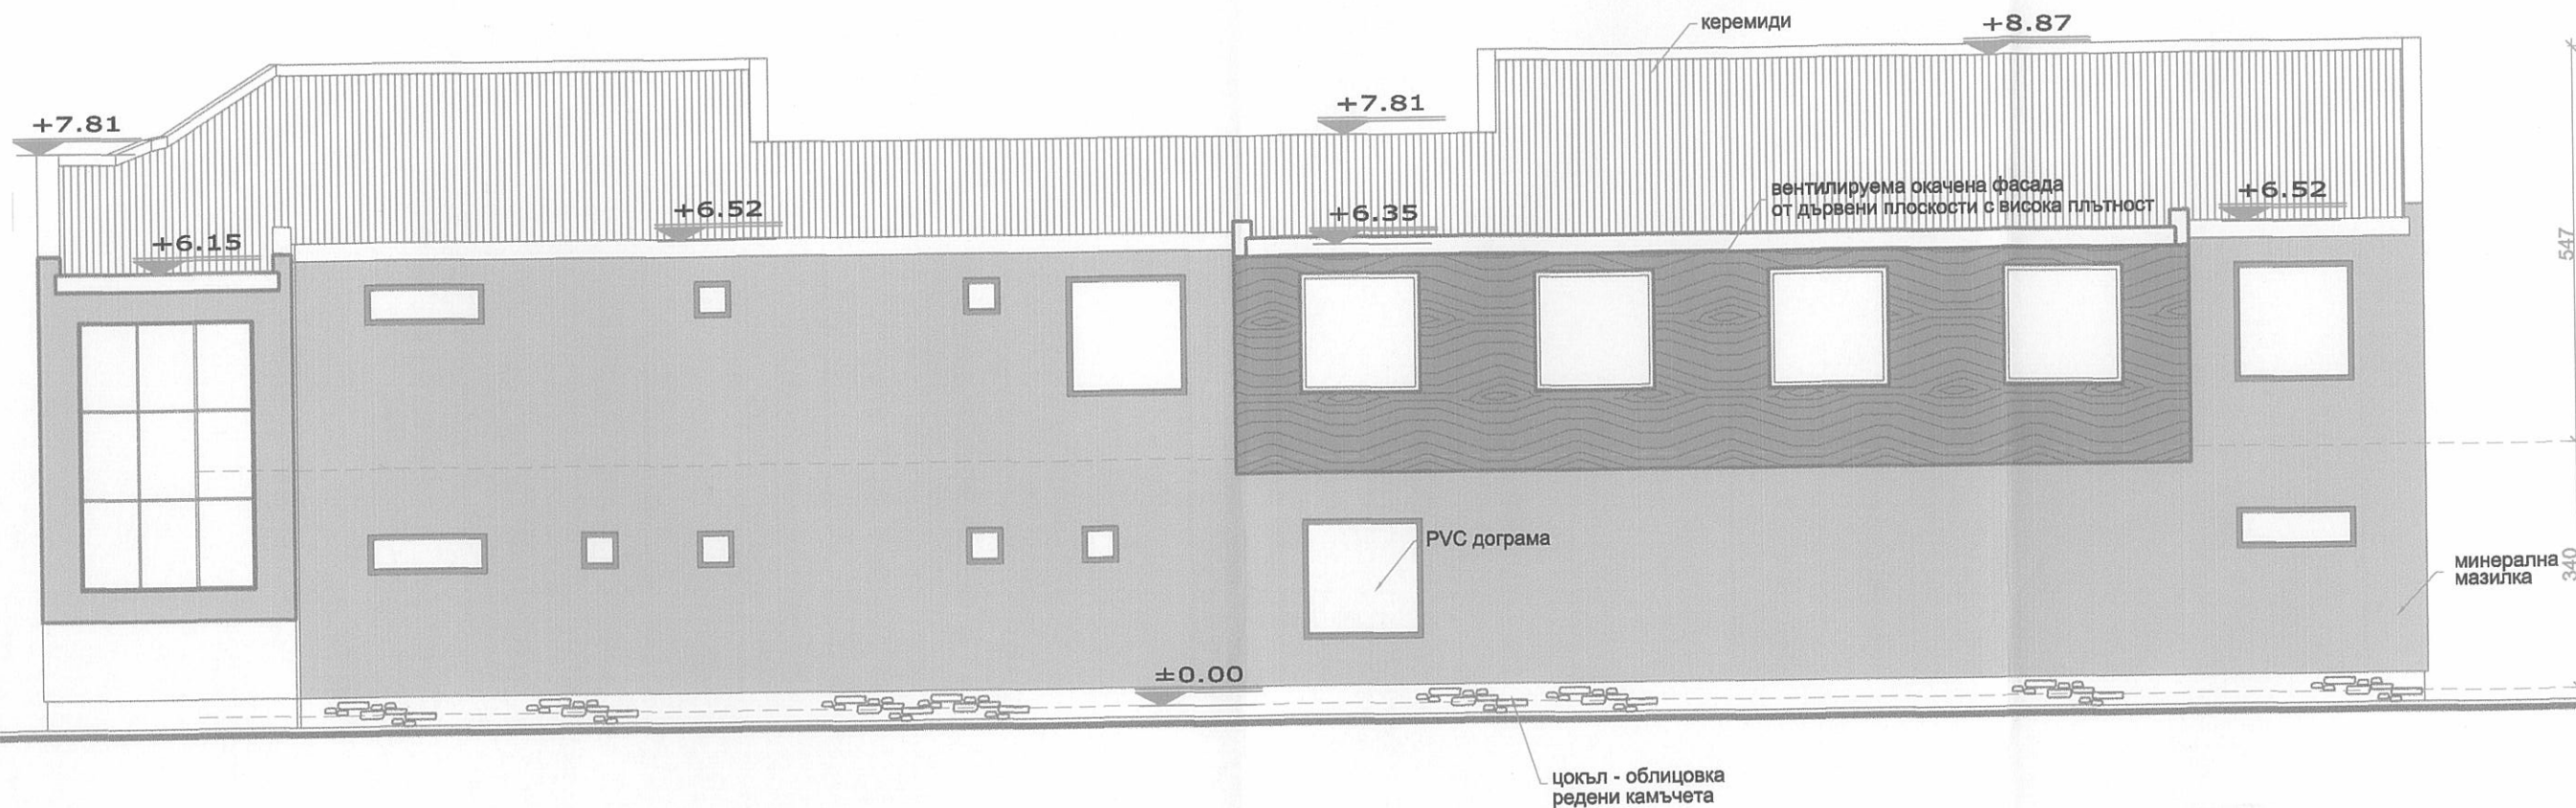 керемиди
+8.87
+7.81
+7.81
вентилируема окачена фасада
от дървени плоскости с висока плътност
+6.52
+6.52
+6.35
+6.15
547
PVC дограма
минерална
мазилка
340
±0.00
цокъл - облицовка
редени камъчета